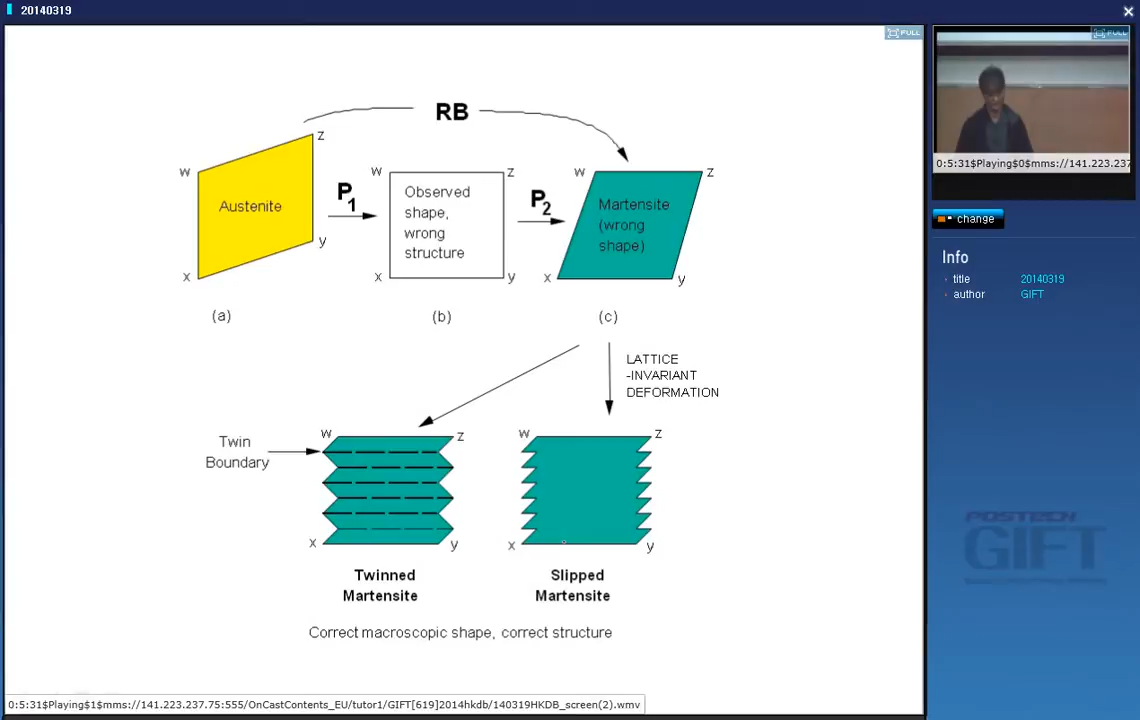 20140319
FULL
FULL
RB
z
w
z
w
z
w
Austenite
P1
Observed
shape,
wrong
structure
P2
Martensite
(wrong
shape)
y
x
x
y
x
y
(a)
(b)
(c)
LATTICE
-INVARIANT
DEFORMATION
Twin
Boundary
w
z
w
z
x
y
x
y
Twinned
Martensite
Slipped
Martensite
Correct macroscopic shape, correct structure
0:5:31$Playing$1$mms://141.223.237.75:555/OnCastContents_EU/tutor1/GIFT[619]2014hkdb/140319HKDB_screen(2).wmv
0:5:31$Playing$0$mms://141.223.237
change
Info
title 20140319
author GIFT
POSTECH
GIFT